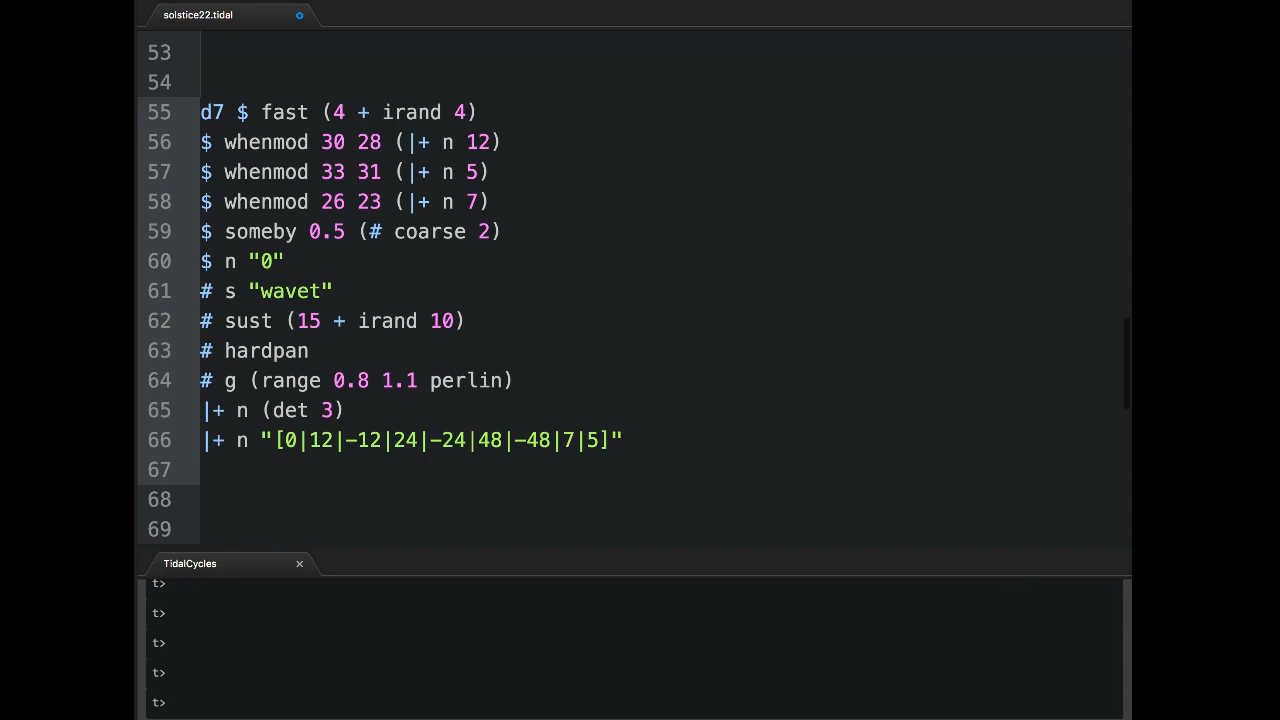 solstice22.tidal
53
54
55 d7 $ fast (4 + irand 4)
56 $ whenmod 30 28 (|+ n 12)
57 $ whenmod 33 31 (|+ n 5)
58 $ whenmod 26 23 (|+ n 7)
59 $ someby 0.5 (# coarse 2)
60 $ n "0"
61 # s "wavet"
62 # sust (15 + irand 10)
63 # hardpan
64 # g (range 0.8 1.1 perlin)
65 |+ n (det 3)
66 |+ n "[0|12|-12|24|-24|48|-48|7|5]"
67
68
69
TidalCycles ×
t>
t>
t>
t>
t>